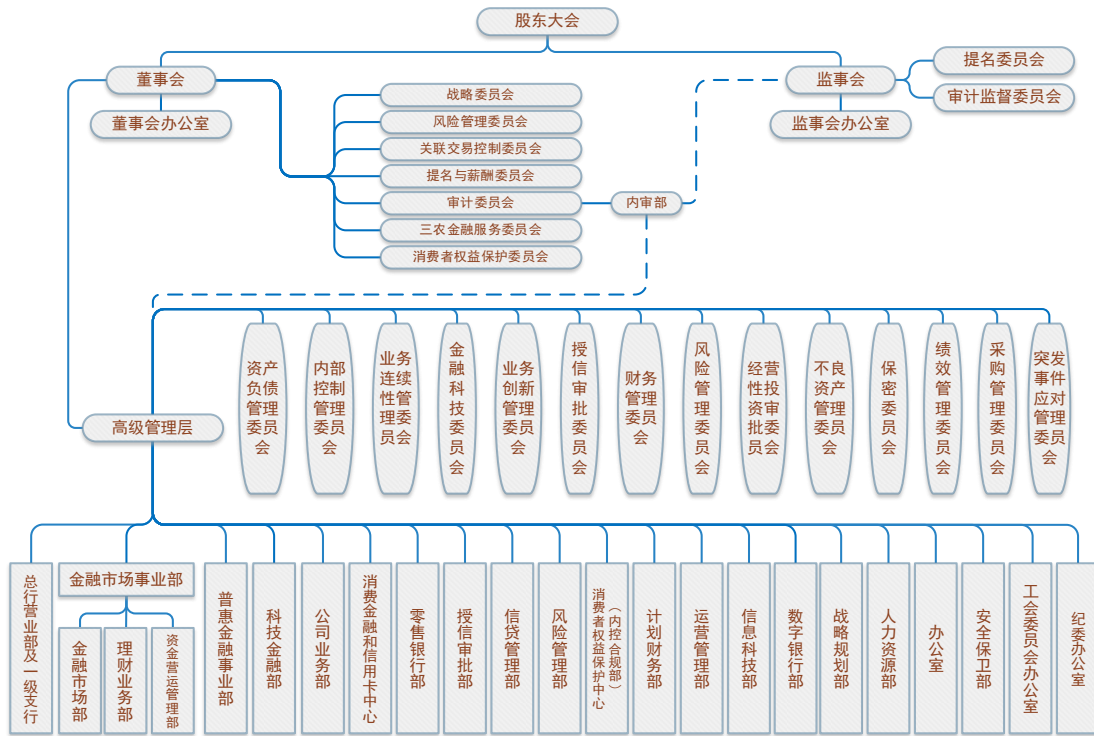 股东大会
董事会
监事会
提名委员会
审计监督委员会
董事会办公室
监事会办公室
战略委员会
风险管理委员会
关联交易控制委员会
提名与薪酬委员会
审计委员会
内审部
三农金融服务委员会
消费者权益保护委员会
高级管理层
资产负债管理委员会
内部控制管理委员会
业务连续性管理委员会
金融科技委员会
业务创新管理委员会
授信审批委员会
财务管理委员会
风险管理委员会
经营性投资审批委员会
不良资产管理委员会
保密委员会
绩效管理委员会
采购管理委员会
突发事件应对管理委员会
总行营业部及一级支行
金融市场事业部
金融市场部
理财业务部
资金营运管理部
普惠金融事业部
科技金融部
公司业务部
消费金融和信用卡中心
零售银行部
授信审批部
信贷管理部
风险管理部
消费者权益保护中心
（内控合规部）
计划财务部
运营管理部
信息科技部
数字银行部
战略规划部
人力资源部
办公室
安全保卫部
工会委员会办公室
纪委办公室